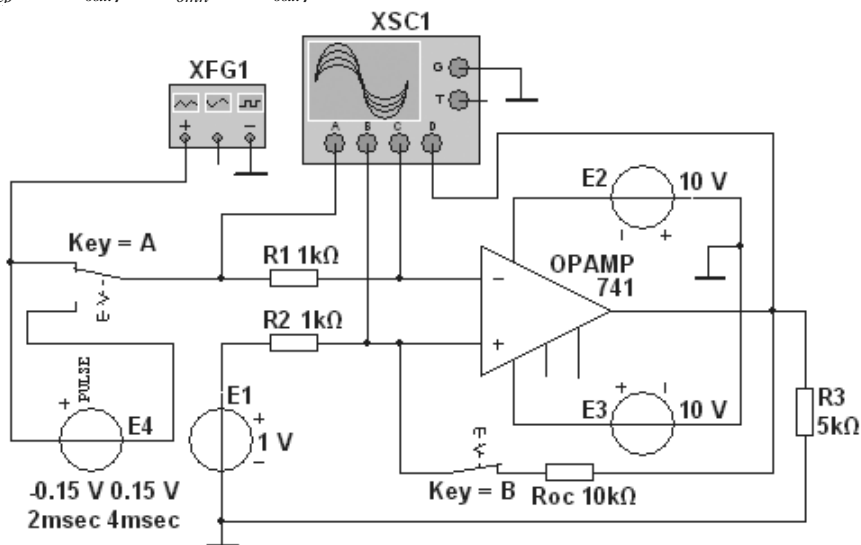 XSC1
XFG1
G
T
A B C D
+ −
E2 10 V
− +
Key = A
R1 1kΩ
OPAMP
741
−
R2 1kΩ
+
PULSE
+
E4
E1
+
1 V
−
+ −
E3 10 V
R3
5kΩ
-0.15 V 0.15 V
2msec 4msec
Key = B
Roc 10kΩ